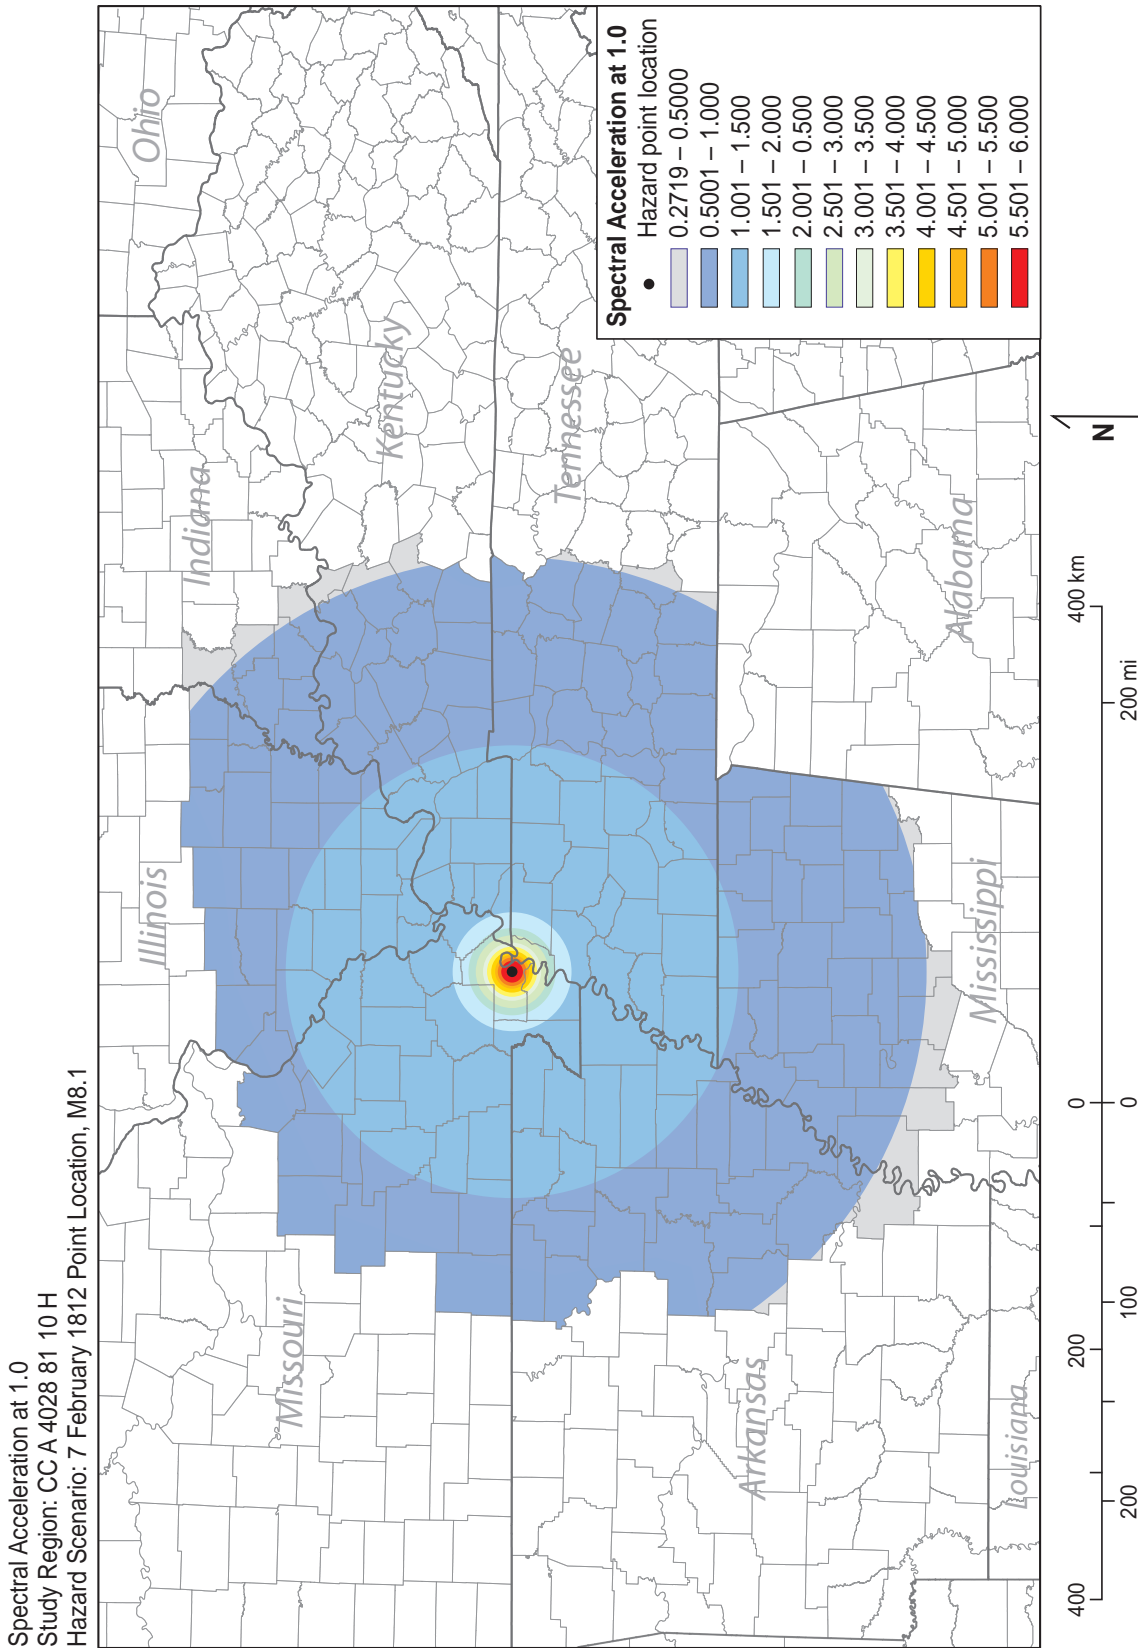 Spectral Acceleration at 1.0
Study Region: CC A 4028 81 10 H
Hazard Scenario: 7 February 1812 Point Location, M8.1
Ohio
Indiana
Illinois
Missouri
Kentucky
Tennessee
Arkansas
Louisiana
Mississippi
Alabama
Spectral Acceleration at 1.0
Hazard point location
0.2719 – 0.5000
0.5001 – 1.000
1.001 – 1.500
1.501 – 2.000
2.001 – 0.500
2.501 – 3.000
3.001 – 3.500
3.501 – 4.000
4.001 – 4.500
4.501 – 5.000
5.001 – 5.500
5.501 – 6.000
N
400 200 0 400 km
200 100 0 200 mi